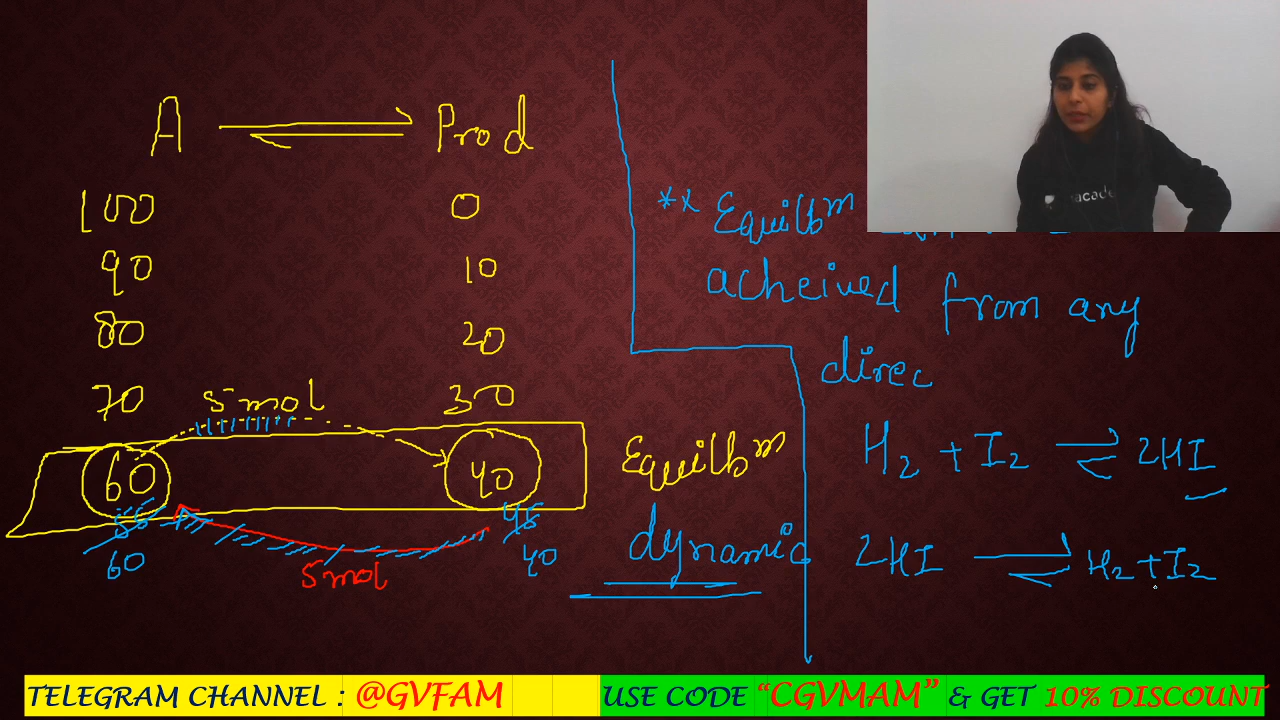 A ⇌ Prod
100 0
90 10
80 20
70 30
5 mol
60 40
55 45
60 40
5 mol
Equilbm
dynamic
** Equilbm
acheived from any
direc
H2 + I2 ⇌ 2HI
2HI ⇌ H2 + I2
acade
TELEGRAM CHANNEL : @GVFAM USE CODE “CGVMAM” & GET 10% DISCOUNT